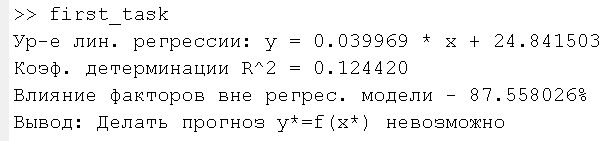 >> first_task
Ур-е лин. регрессии: y = 0.039969 * x + 24.841503
Коэф. детерминации R^2 = 0.124420
Влияние факторов вне регрес. модели - 87.558026%
Вывод: Делать прогноз y*=f(x*) невозможно